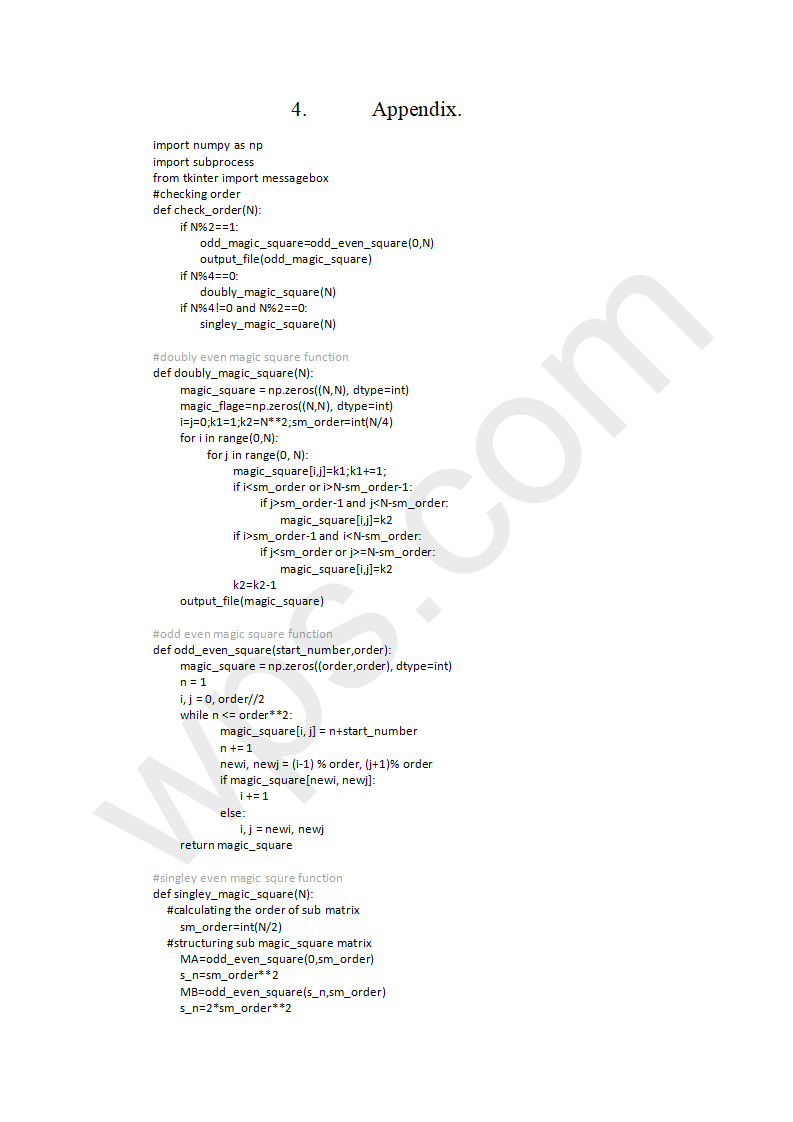 4. Appendix.
import numpy as np
import subprocess
from tkinter import messagebox
#checking order
def check_order(N):
if N%2==1:
odd_magic_square=odd_even_square(0,N)
output_file(odd_magic_square)
if N%4==0:
doubly_magic_square(N)
if N%4!=0 and N%2==0:
singley_magic_square(N)
#doubly even magic square function
def doubly_magic_square(N):
magic_square = np.zeros((N,N), dtype=int)
magic_flage=np.zeros((N,N), dtype=int)
i=j=0;k1=1;k2=N**2;sm_order=int(N/4)
for i in range(0,N):
for j in range(0, N):
magic_square[i,j]=k1;k1+=1;
if i<sm_order or i>N-sm_order-1:
if j>sm_order-1 and j<N-sm_order:
magic_square[i,j]=k2
if i>sm_order-1 and i<N-sm_order:
if j<sm_order or j>=N-sm_order:
magic_square[i,j]=k2
k2=k2-1
output_file(magic_square)
#odd even magic square function
def odd_even_square(start_number,order):
magic_square = np.zeros((order,order), dtype=int)
n = 1
i, j = 0, order//2
while n <= order**2:
magic_square[i, j] = n+start_number
n += 1
newi, newj = (i-1) % order, (j+1)% order
if magic_square[newi, newj]:
i += 1
else:
i, j = newi, newj
return magic_square
#singley even magic squre function
def singley_magic_square(N):
#calculating the order of sub matrix
sm_order=int(N/2)
#structuring sub magic_square matrix
MA=odd_even_square(0,sm_order)
s_n=sm_order**2
MB=odd_even_square(s_n,sm_order)
s_n=2*sm_order**2
wps.com